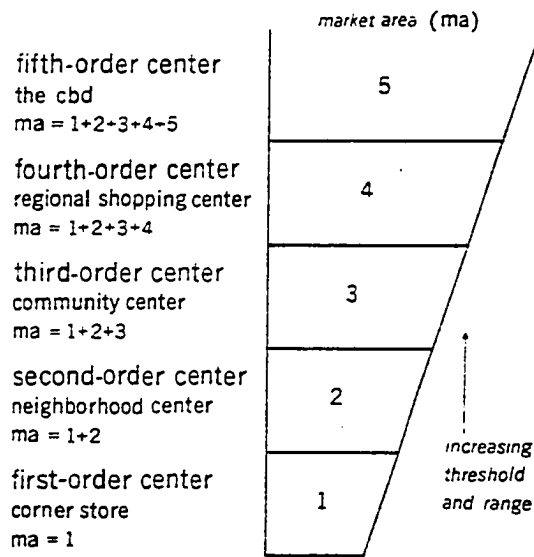 market area (ma)
fifth-order center
the cbd
ma = 1+2+3+4+5
5
fourth-order center
regional shopping center
ma = 1+2+3+4
4
third-order center
community center
ma = 1+2+3
3
second-order center
neighborhood center
ma = 1+2
2
first-order center
corner store
ma = 1
1
increasing
threshold
and range